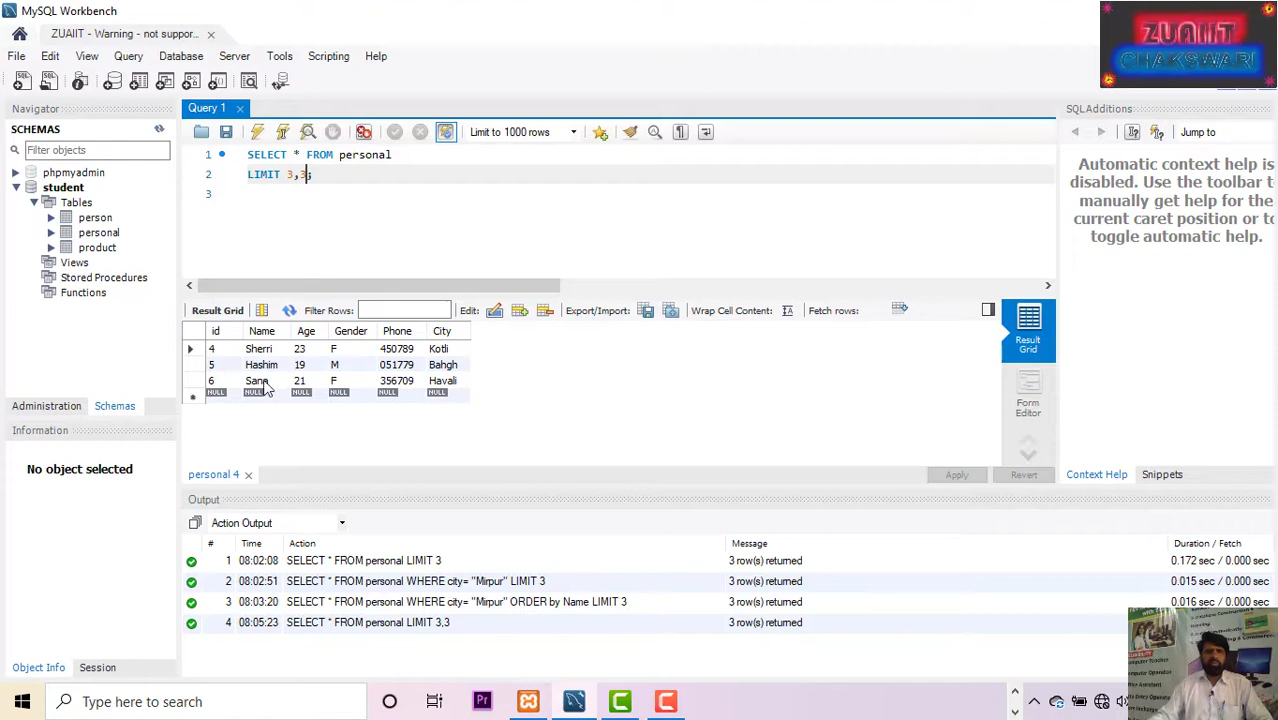 MySQL Workbench
ZUAIIT - Warning - not suppor...
File Edit View Query Database Server Tools Scripting Help
ZUAIIT
CHAKSWARI
Navigator
SCHEMAS
Filter objects
phpmyadmin
student
Tables
person
personal
product
Views
Stored Procedures
Functions
Administration Schemas
Information
No object selected
Object Info Session
Query 1
Limit to 1000 rows
1 SELECT * FROM personal
2 LIMIT 3,3;
3
Result Grid Filter Rows: Edit: Export/Import: Wrap Cell Content: Fetch rows:
id Name Age Gender Phone City
4 Sherri 23 F 450789 Kotli
5 Hashim 19 M 051779 Bahgh
6 Sana 21 F 356709 Havali
NULL NULL NULL NULL NULL NULL
Result
Grid
Form
Editor
personal 4
Apply Revert
SQLAdditions
Jump to
Automatic context help is
disabled. Use the toolbar t
manually get help for the
current caret position or to
toggle automatic help.
Context Help Snippets
Output
Action Output
# Time Action Message Duration / Fetch
1 08:02:08 SELECT * FROM personal LIMIT 3 3 row(s) returned 0.172 sec / 0.000 sec
2 08:02:51 SELECT * FROM personal WHERE city= "Mirpur" LIMIT 3 3 row(s) returned 0.015 sec / 0.000 sec
3 08:03:20 SELECT * FROM personal WHERE city= "Mirpur" ORDER by Name LIMIT 3 3 row(s) returned 0.016 sec / 0.000 sec
4 08:05:23 SELECT * FROM personal LIMIT 3,3 3 row(s) returned
ZUAIIT
Type here to search
Pr